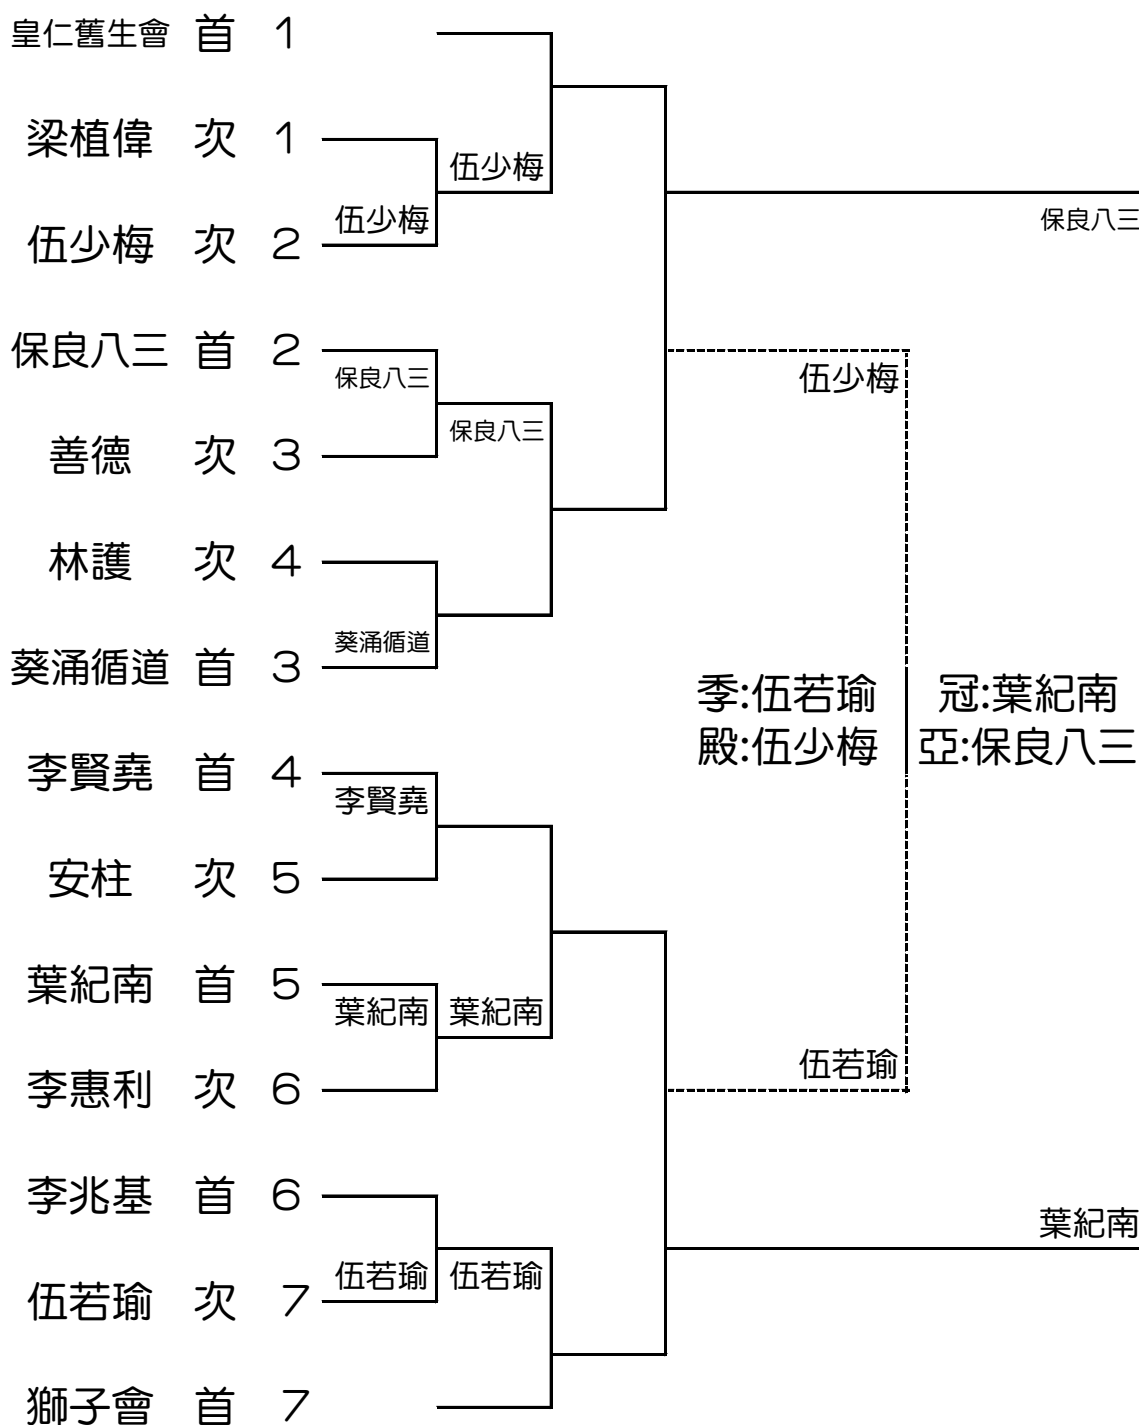 皇仁舊生會 首 1
梁植偉 次 1
伍少梅
伍少梅
伍少梅 次 2
保良八三
保良八三 首 2
保良八三
伍少梅
保良八三
善德 次 3
林護 次 4
葵涌循道
葵涌循道 首 3
季:伍若瑜 冠:葉紀南
殿:伍少梅 亞:保良八三
李賢堯 首 4
李賢堯
安柱 次 5
葉紀南 首 5
葉紀南 葉紀南
伍若瑜
李惠利 次 6
李兆基 首 6
葉紀南
伍若瑜 伍若瑜
伍若瑜 次 7
獅子會 首 7